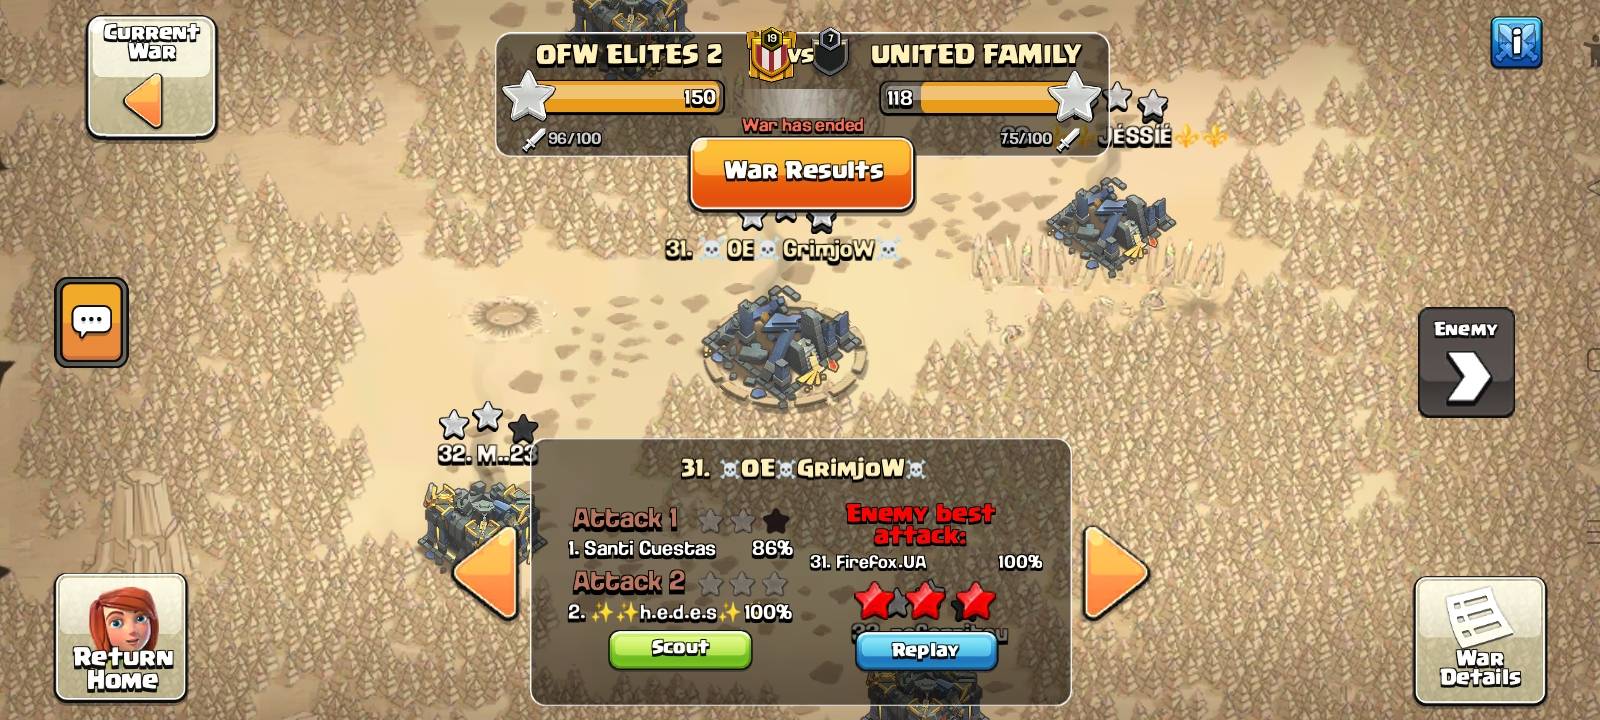 Current
War
OFW ELITES 2
19
vs
7
UNITED FAMILY
150
118
War has ended
96/100
75/100
JÉSSIÉ⚜️⚜️
War Results
31. ☠️OE☠️GrimjoW☠️
Enemy
32. M..23
31. ☠️OE☠️GrimjoW☠️
Attack 1
1. Santi Cuestas 86%
Attack 2
2. ✨✨h.e.d.e.s✨ 100%
Enemy best
attack:
31. Firefox.UA 100%
Scout
Replay
Return
Home
War
Details